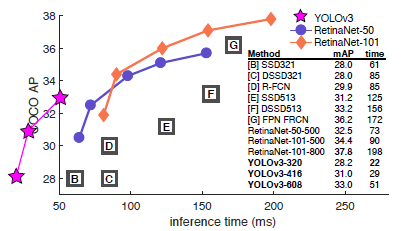 38
36
34
32
30
28
COCO AP
50
100
150
200
250
inference time (ms)
YOLOv3
RetinaNet-50
RetinaNet-101
G
F
E
D
B
C
Method mAP time
[B] SSD321 28.0 61
[C] DSSD321 28.0 85
[D] R-FCN 29.9 85
[E] SSD513 31.2 125
[F] DSSD513 33.2 156
[G] FPN FRCN 36.2 172
RetinaNet-50-500 32.5 73
RetinaNet-101-500 34.4 90
RetinaNet-101-800 37.8 198
YOLOv3-320 28.2 22
YOLOv3-416 31.0 29
YOLOv3-608 33.0 51